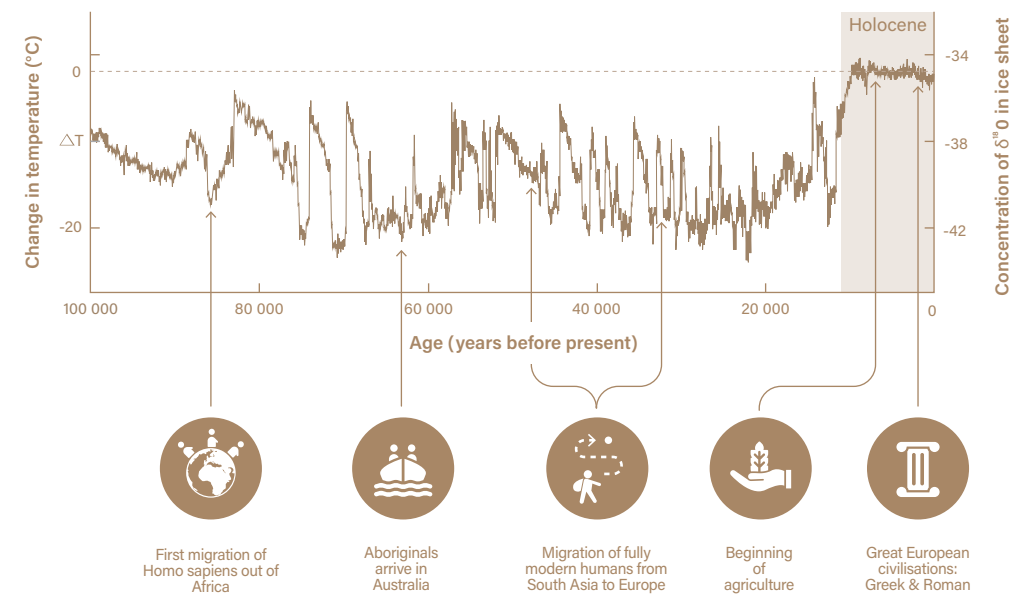 Holocene
Change in temperature (°C)
0
△T
-20
-34
-38
-42
Concentration of δ¹⁸0 in ice sheet
100 000
80 000
60 000
40 000
20 000
0
Age (years before present)
First migration of
Homo sapiens out of
Africa
Aboriginals
arrive in
Australia
Migration of fully
modern humans from
South Asia to Europe
Beginning
of
agriculture
Great European
civilisations:
Greek & Roman